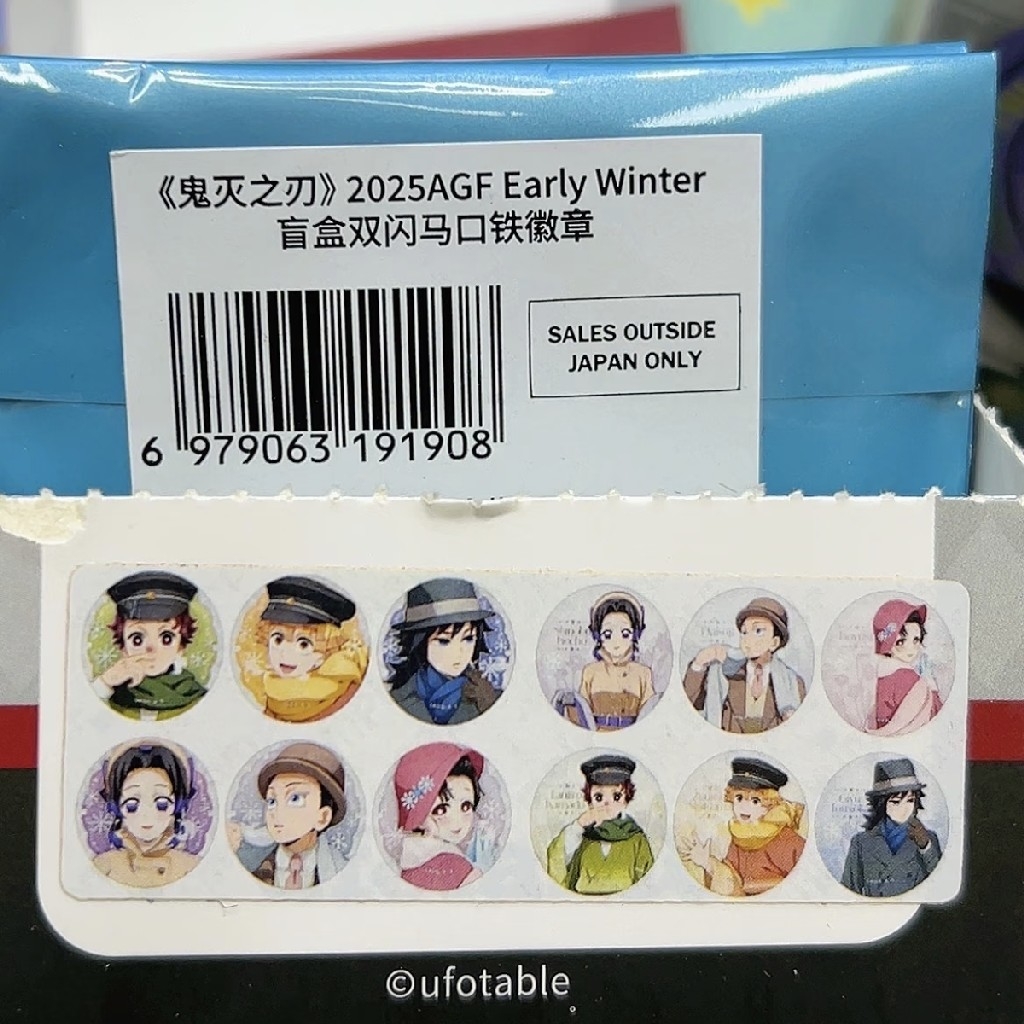 《鬼灭之刃》2025AGF Early Winter
盲盒双闪马口铁徽章
SALES OUTSIDE
JAPAN ONLY
6 979063 191908
©ufotable